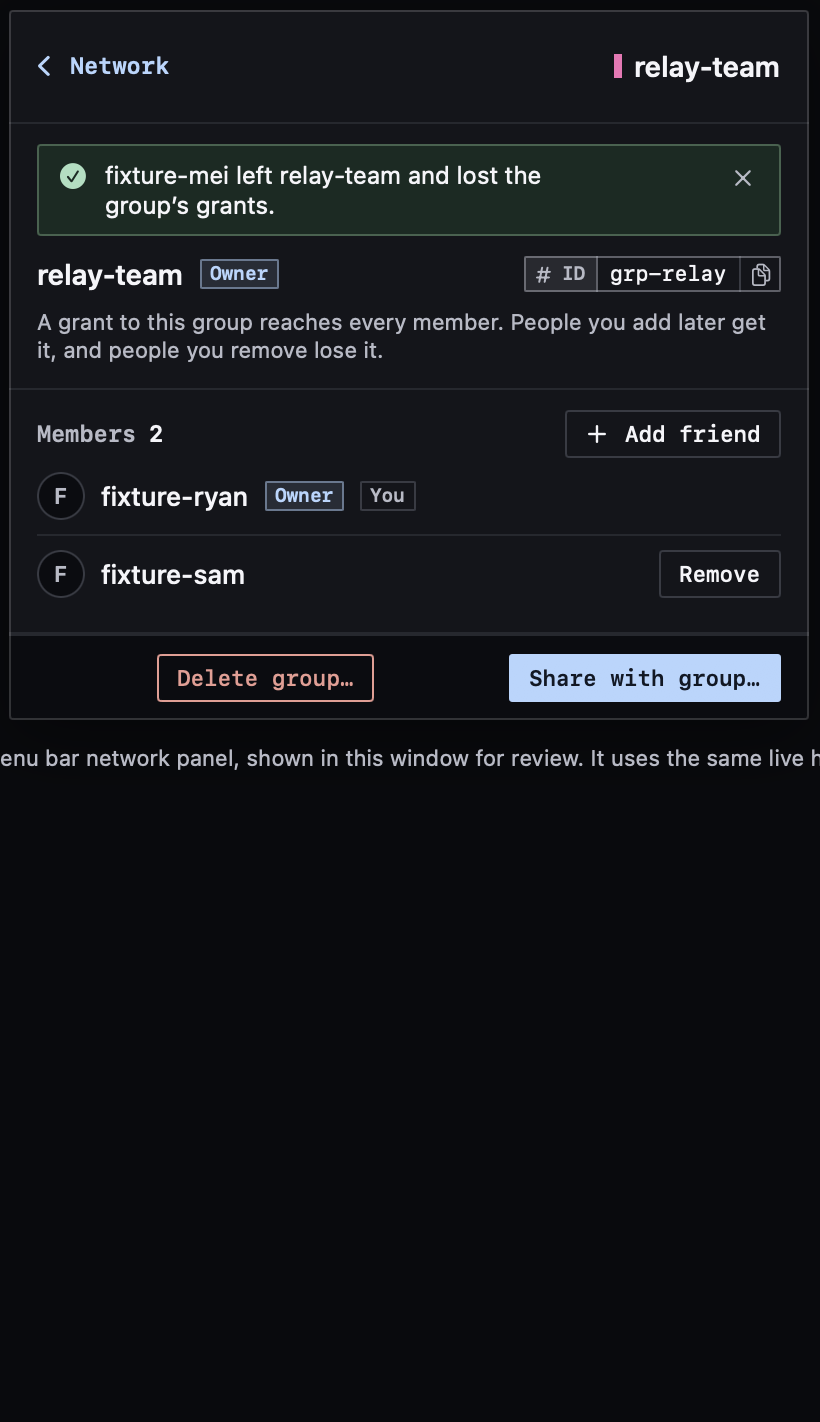 Network
relay-team
fixture-mei left relay-team and lost the
group’s grants.
relay-team Owner # ID grp-relay
A grant to this group reaches every member. People you add later get
it, and people you remove lose it.
Members 2 + Add friend
F fixture-ryan Owner You
F fixture-sam Remove
Delete group… Share with group…
enu bar network panel, shown in this window for review. It uses the same live h